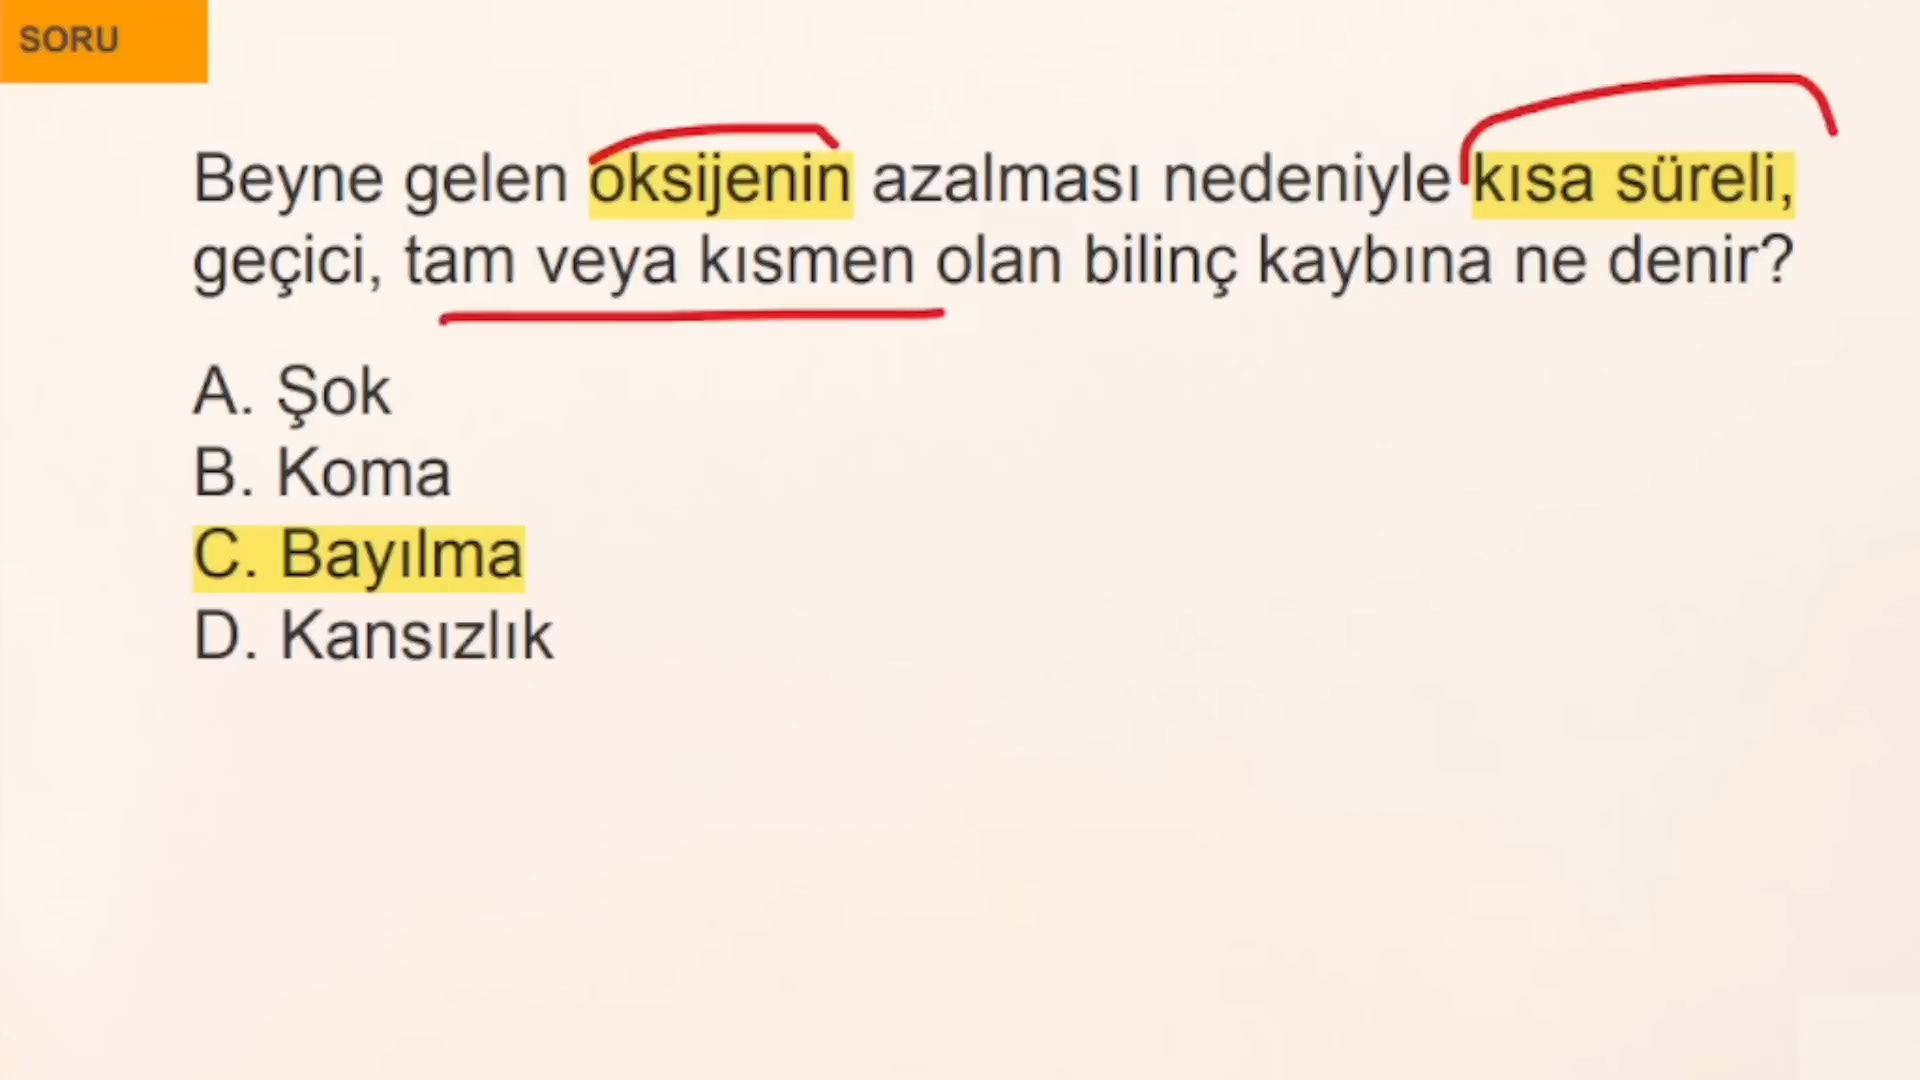 SORU
Beyne gelen oksijenin azalması nedeniyle kısa süreli,
geçici, tam veya kısmen olan bilinç kaybına ne denir?
A. Şok
B. Koma
C. Bayılma
D. Kansızlık